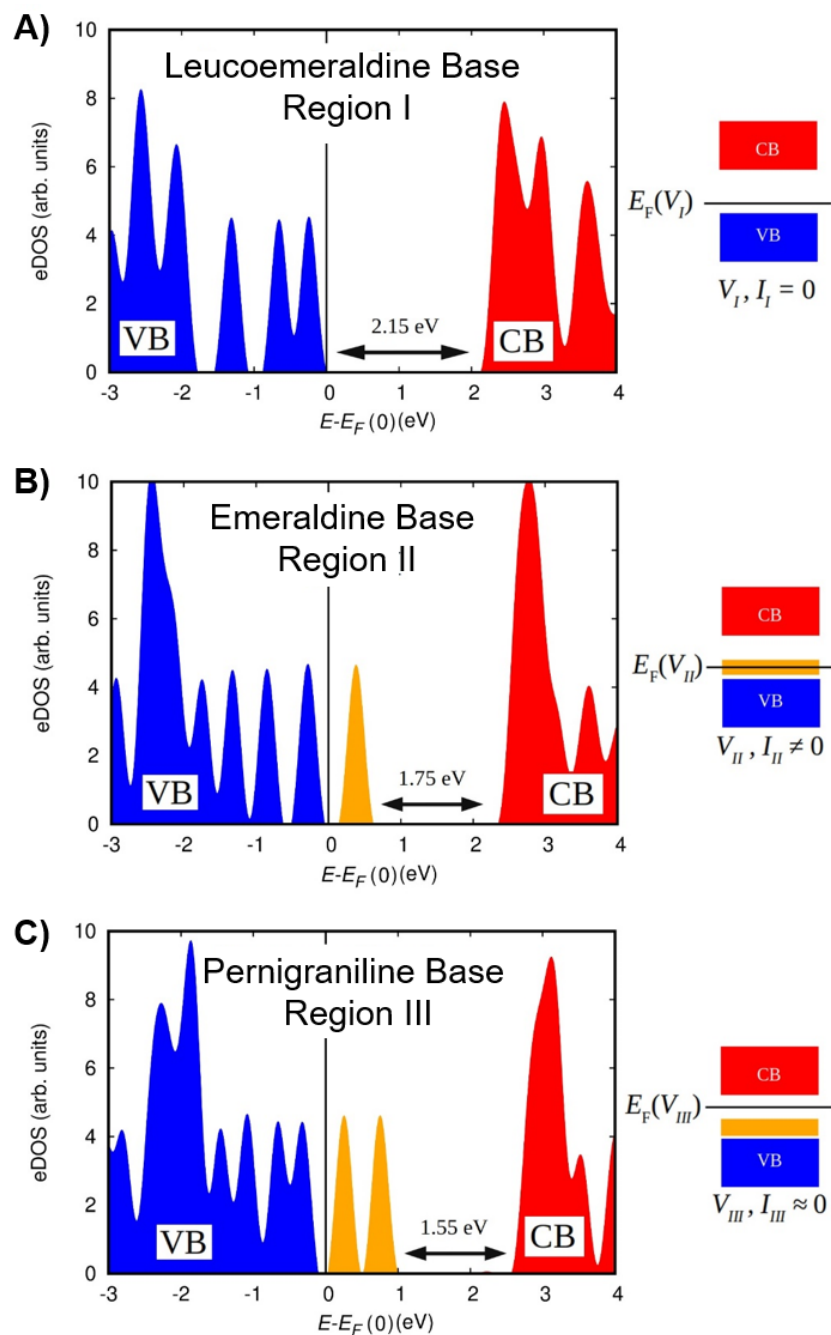 A)
10
8
6
4
2
0
eDOS (arb. units)
Leucoemeraldine Base
Region I
VB
2.15 eV
CB
-3 -2 -1 0 1 2 3 4
E-E_F (0)(eV)
CB
E_F(V_I)
VB
V_I, I_I = 0
B)
10
8
6
4
2
0
eDOS (arb. units)
Emeraldine Base
Region II
VB
1.75 eV
CB
-3 -2 -1 0 1 2 3 4
E-E_F (0)(eV)
CB
E_F(V_II)
VB
V_II, I_II ≠ 0
C)
10
8
6
4
2
0
eDOS (arb. units)
Pernigraniline Base
Region III
VB
1.55 eV
CB
-3 -2 -1 0 1 2 3 4
E-E_F (0)(eV)
CB
E_F(V_III)
VB
V_III, I_III ≈ 0